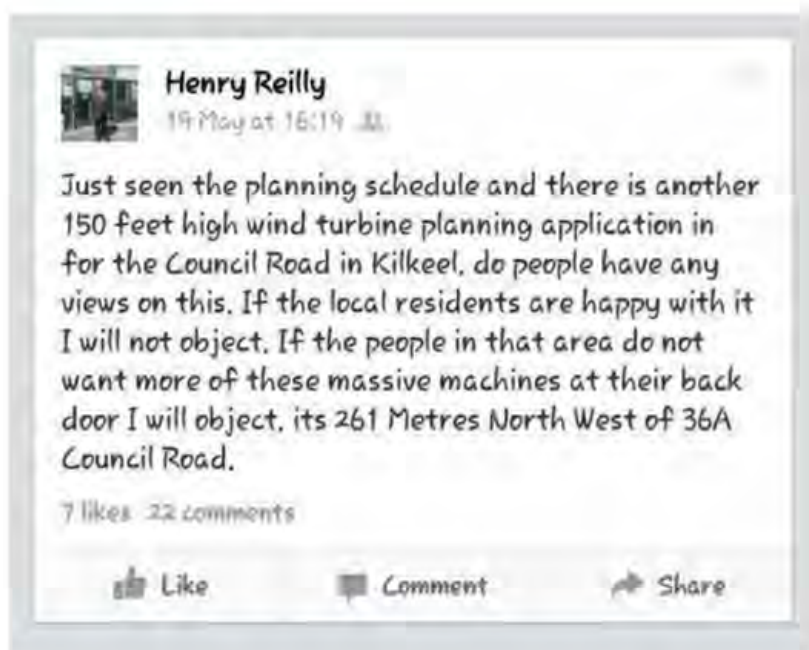 Henry Reilly
19 May at 16:19
Just seen the planning schedule and there is another
150 feet high wind turbine planning application in
for the Council Road in Kilkeel, do people have any
views on this. If the local residents are happy with it
I will not object. If the people in that area do not
want more of these massive machines at their back
door I will object, its 261 Metres North West of 36A
Council Road.
7 likes 22 comments
Like Comment Share